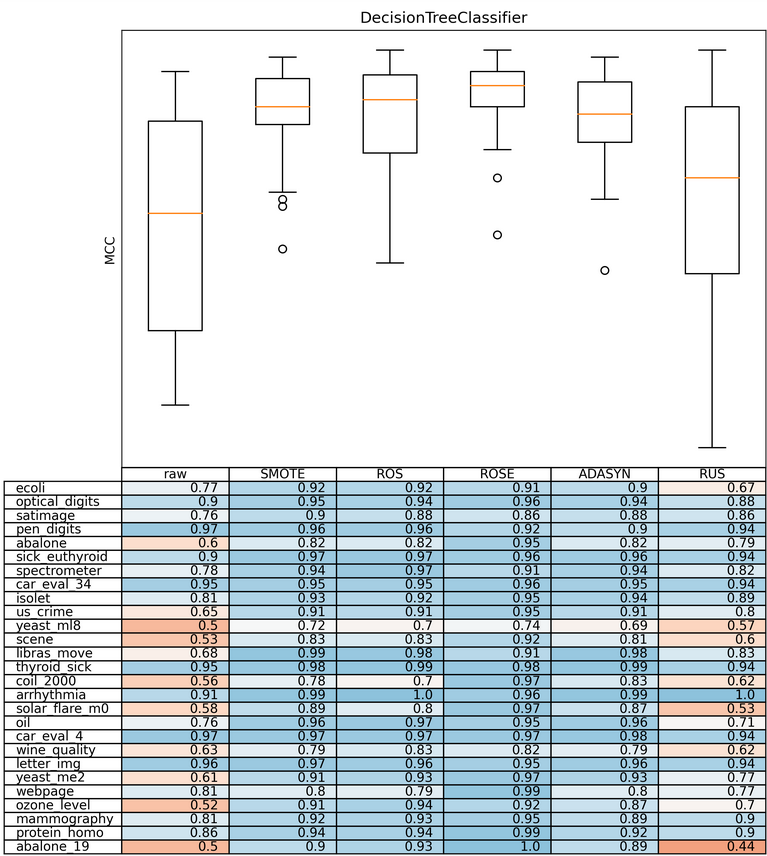 DecisionTreeClassifier
MCC
raw SMOTE ROS ROSE ADASYN RUS
ecoli 0.77 0.92 0.92 0.91 0.9 0.67
optical_digits 0.9 0.95 0.94 0.96 0.94 0.88
satimage 0.76 0.9 0.88 0.86 0.88 0.86
pen_digits 0.97 0.96 0.96 0.92 0.9 0.94
abalone 0.6 0.82 0.82 0.95 0.82 0.79
sick_euthyroid 0.9 0.97 0.97 0.96 0.96 0.94
spectrometer 0.78 0.94 0.97 0.91 0.94 0.82
car_eval_34 0.95 0.95 0.95 0.96 0.95 0.94
isolet 0.81 0.93 0.92 0.95 0.94 0.89
us_crime 0.65 0.91 0.91 0.95 0.91 0.8
yeast_ml8 0.5 0.72 0.7 0.74 0.69 0.57
scene 0.53 0.83 0.83 0.92 0.81 0.6
libras_move 0.68 0.99 0.98 0.91 0.98 0.83
thyroid_sick 0.95 0.98 0.99 0.98 0.99 0.94
coil_2000 0.56 0.78 0.7 0.97 0.83 0.62
arrhythmia 0.91 0.99 1.0 0.96 0.99 1.0
solar_flare_m0 0.58 0.89 0.8 0.97 0.87 0.53
oil 0.76 0.96 0.97 0.95 0.96 0.71
car_eval_4 0.97 0.97 0.97 0.97 0.98 0.94
wine_quality 0.63 0.79 0.83 0.82 0.79 0.62
letter_img 0.96 0.97 0.96 0.95 0.96 0.94
yeast_me2 0.61 0.91 0.93 0.97 0.93 0.77
webpage 0.81 0.8 0.79 0.99 0.8 0.77
ozone_level 0.52 0.91 0.94 0.92 0.87 0.7
mammography 0.81 0.92 0.93 0.95 0.89 0.9
protein_homo 0.86 0.94 0.94 0.99 0.92 0.9
abalone_19 0.5 0.9 0.93 1.0 0.89 0.44